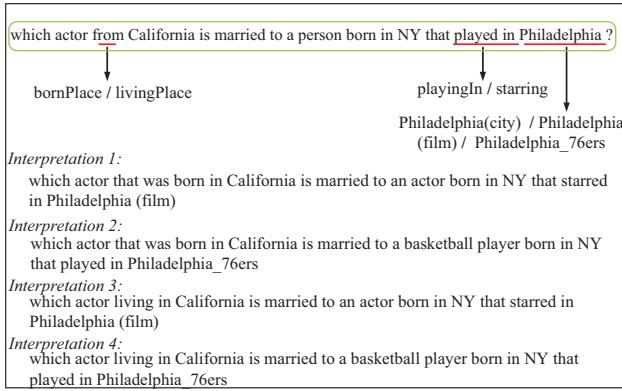 which actor from California is married to a person born in NY that played in Philadelphia ?
bornPlace / livingPlace
playingIn / starring
Philadelphia(city) / Philadelphia
(film) / Philadelphia_76ers
Interpretation 1:
which actor that was born in California is married to an actor born in NY that starred
in Philadelphia (film)
Interpretation 2:
which actor that was born in California is married to a basketball player born in NY
that played in Philadelphia_76ers
Interpretation 3:
which actor living in California is married to an actor born in NY that starred in
Philadelphia (film)
Interpretation 4:
which actor living in California is married to a basketball player born in NY that
played in Philadelphia_76ers